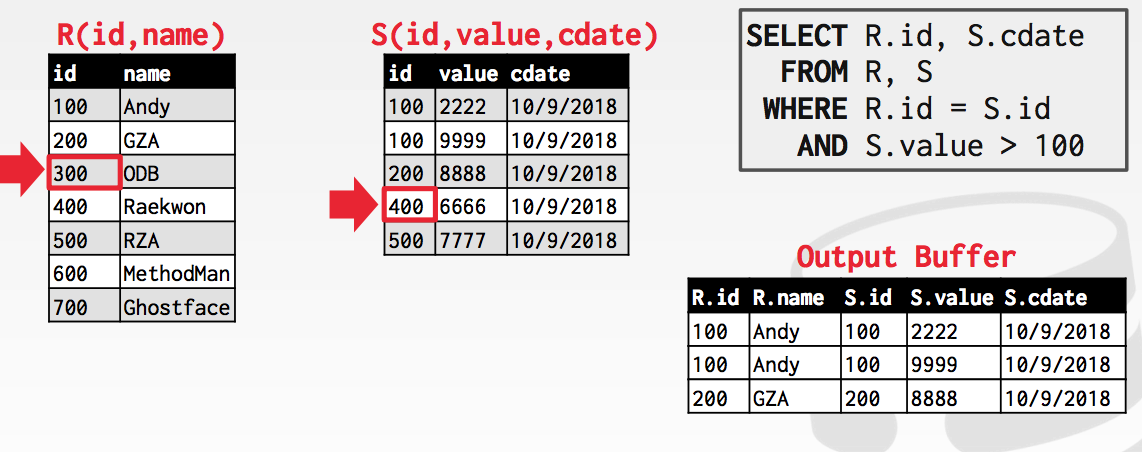 R(id,name)
id name
100 Andy
200 GZA
300 ODB
400 Raekwon
500 RZA
600 MethodMan
700 Ghostface
S(id,value,cdate)
id value cdate
100 2222 10/9/2018
100 9999 10/9/2018
200 8888 10/9/2018
400 6666 10/9/2018
500 7777 10/9/2018
SELECT R.id, S.cdate
FROM R, S
WHERE R.id = S.id
AND S.value > 100
Output Buffer
R.id R.name S.id S.value S.cdate
100 Andy 100 2222 10/9/2018
100 Andy 100 9999 10/9/2018
200 GZA 200 8888 10/9/2018